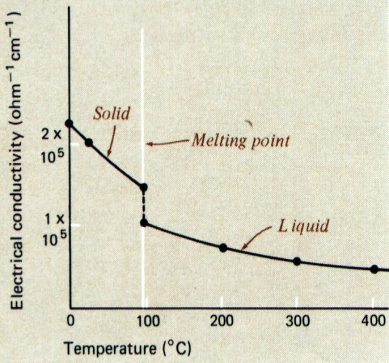 Electrical conductivity (ohm⁻¹ cm⁻¹)
Solid
2 x
10⁵
Melting point
1 x
10⁵
Liquid
0 100 200 300 400
Temperature (°C)